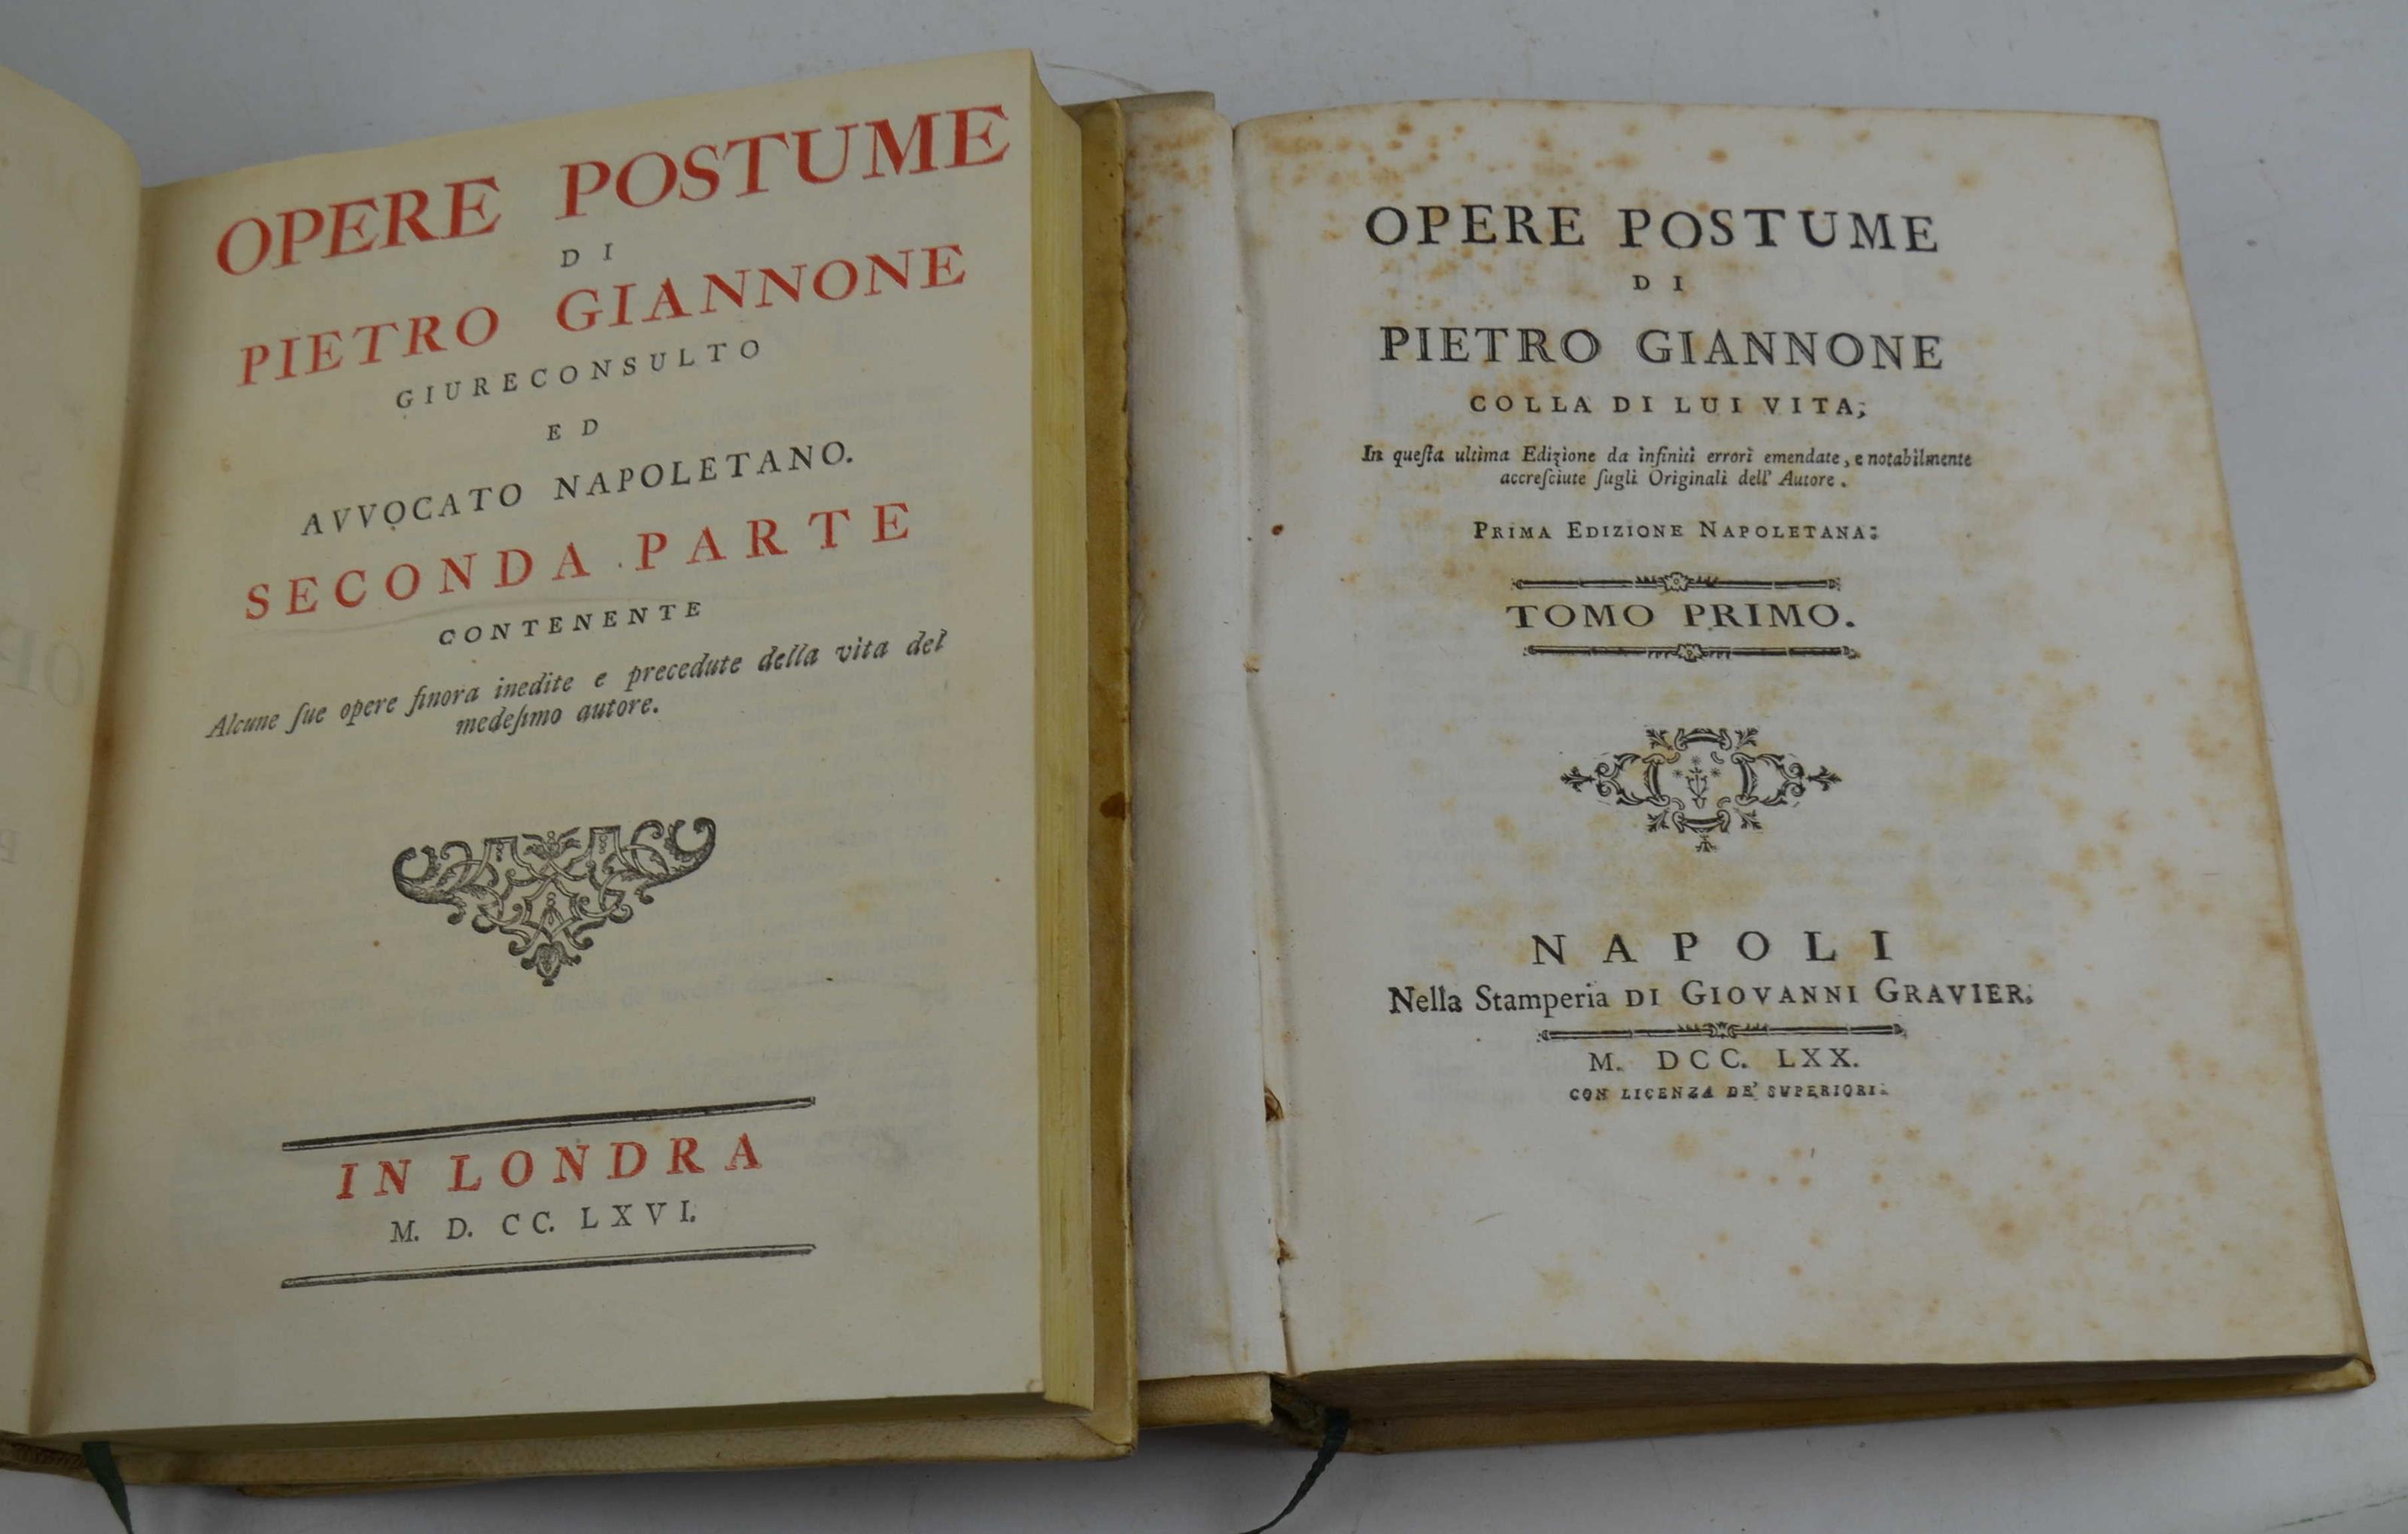 OPERE POSTUME
DI
PIETRO GIANNONE
GIURECONSULTO
ED
AVVOCATO NAPOLETANO.
SECONDA PARTE
CONTENENTE
Alcune ſue opere finora inedite e precedute della vita del
medeſimo autore.
IN LONDRA
M. D. CC. LXVI.
OPERE POSTUME
DI
PIETRO GIANNONE
COLLA DI LUI VITA;
In queſta ultima Edizione da infiniti errori emendate, e notabilmente
accreſciute ſugli Originali dell' Autore.
PRIMA EDIZIONE NAPOLETANA:
TOMO PRIMO.
NAPOLI
Nella Stamperia DI GIOVANNI GRAVIER.
M. DCC. LXX.
CON LICENZA DE' SUPERIORI.